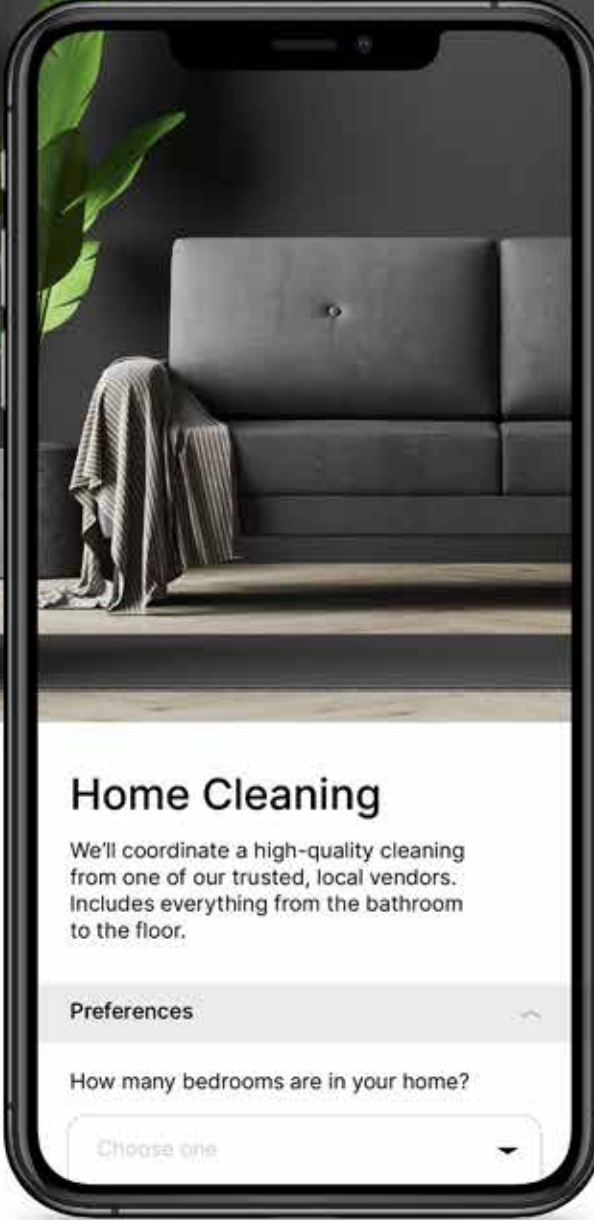 Home Cleaning
We'll coordinate a high-quality cleaning
from one of our trusted, local vendors.
Includes everything from the bathroom
to the floor.
Preferences
How many bedrooms are in your home?
Choose one